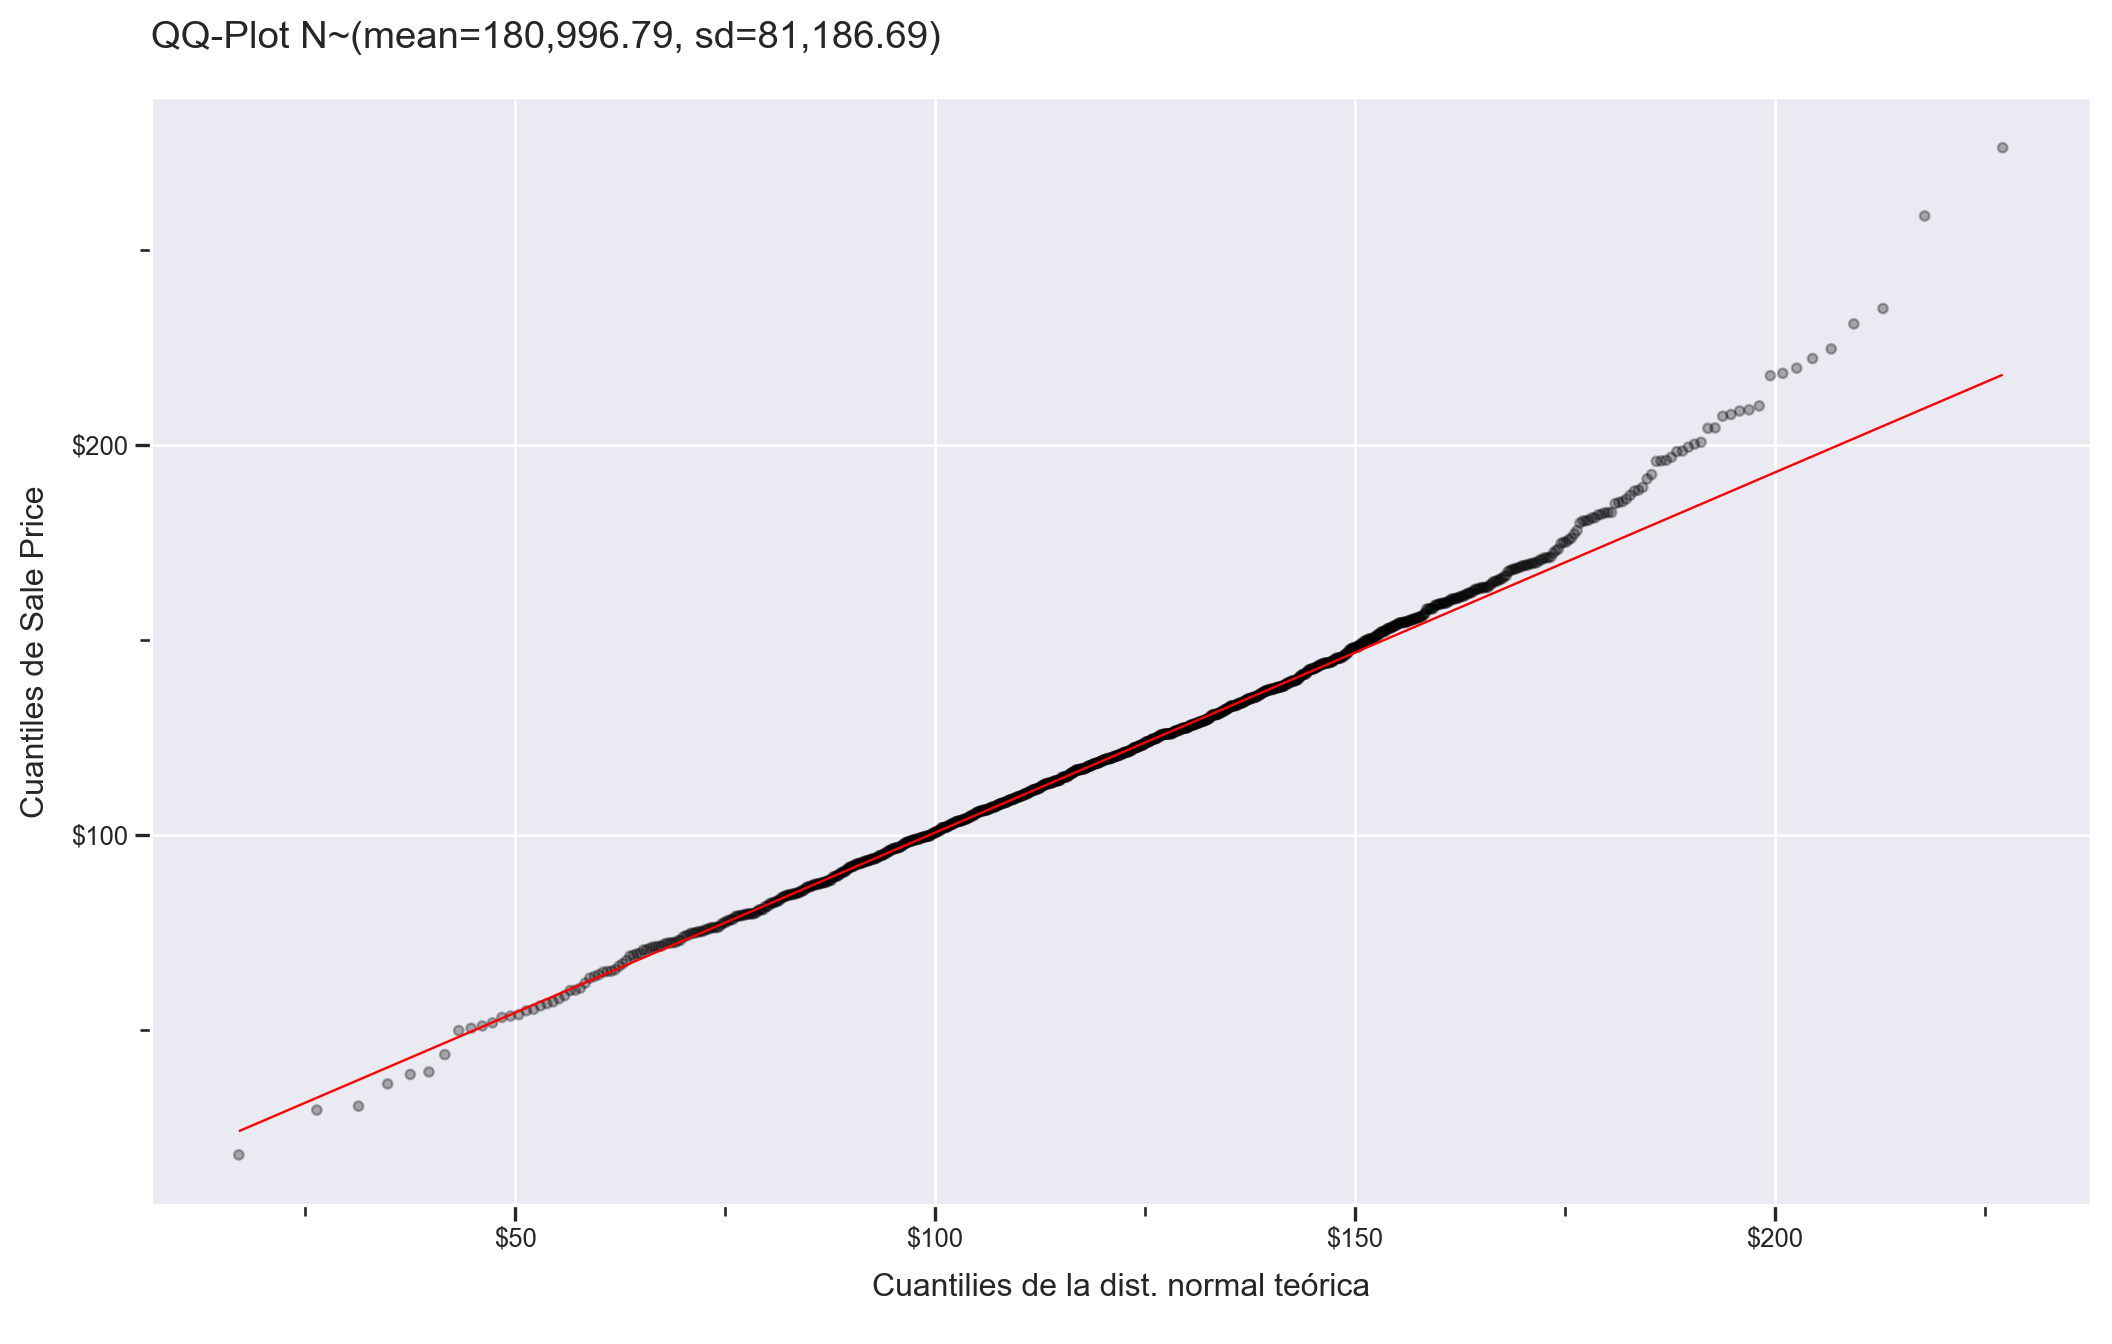 QQ-Plot N~(mean=180,996.79, sd=81,186.69)
Cuantiles de Sale Price
$200
$100
$50
$100
$150
$200
Cuantilies de la dist. normal teórica